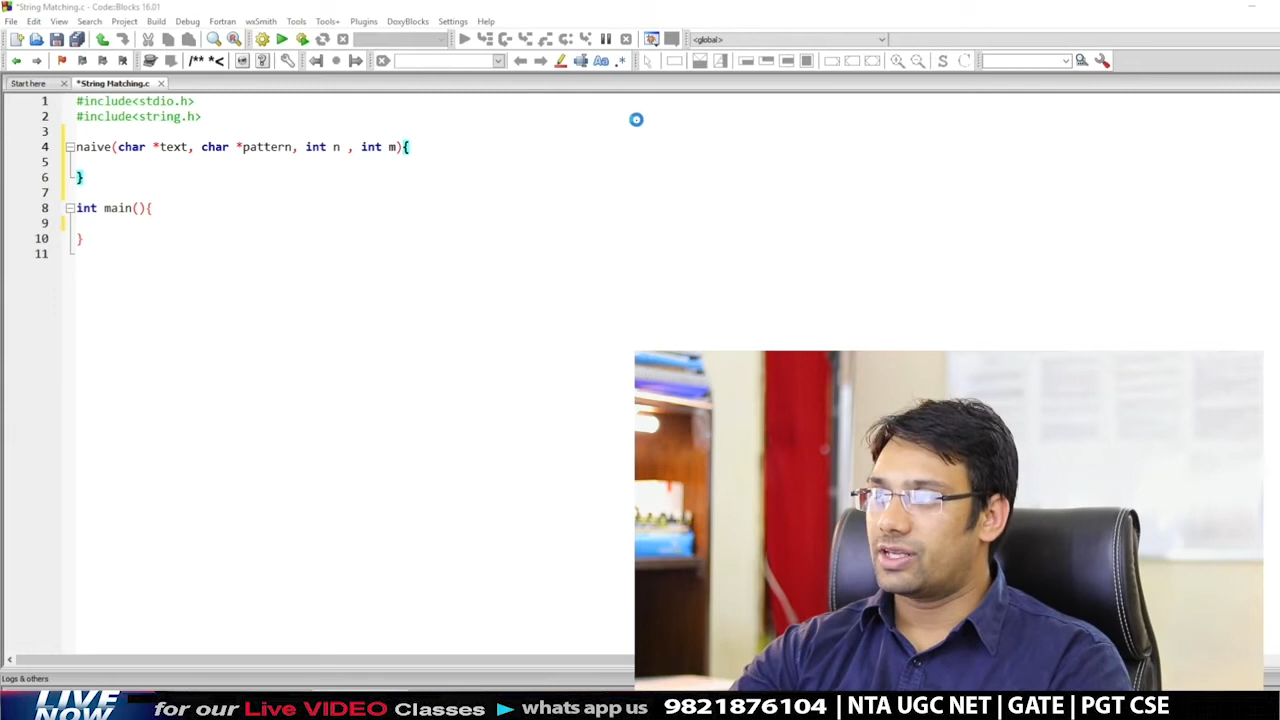 *String Matching.c - Code::Blocks 16.01
File Edit View Search Project Build Debug Fortran wxSmith Tools Tools+ Plugins DoxyBlocks Settings Help
<global>
/** *<
Aa .*
S C
Start here *String Matching.c
1 #include<stdio.h>
2 #include<string.h>
3
4 naive(char *text, char *pattern, int n , int m){
5
6 }
7
8 int main(){
9
10 }
11
Logs & others
LIVE NOW for our Live VIDEO Classes whats app us 9821876104 | NTA UGC NET | GATE | PGT CSE